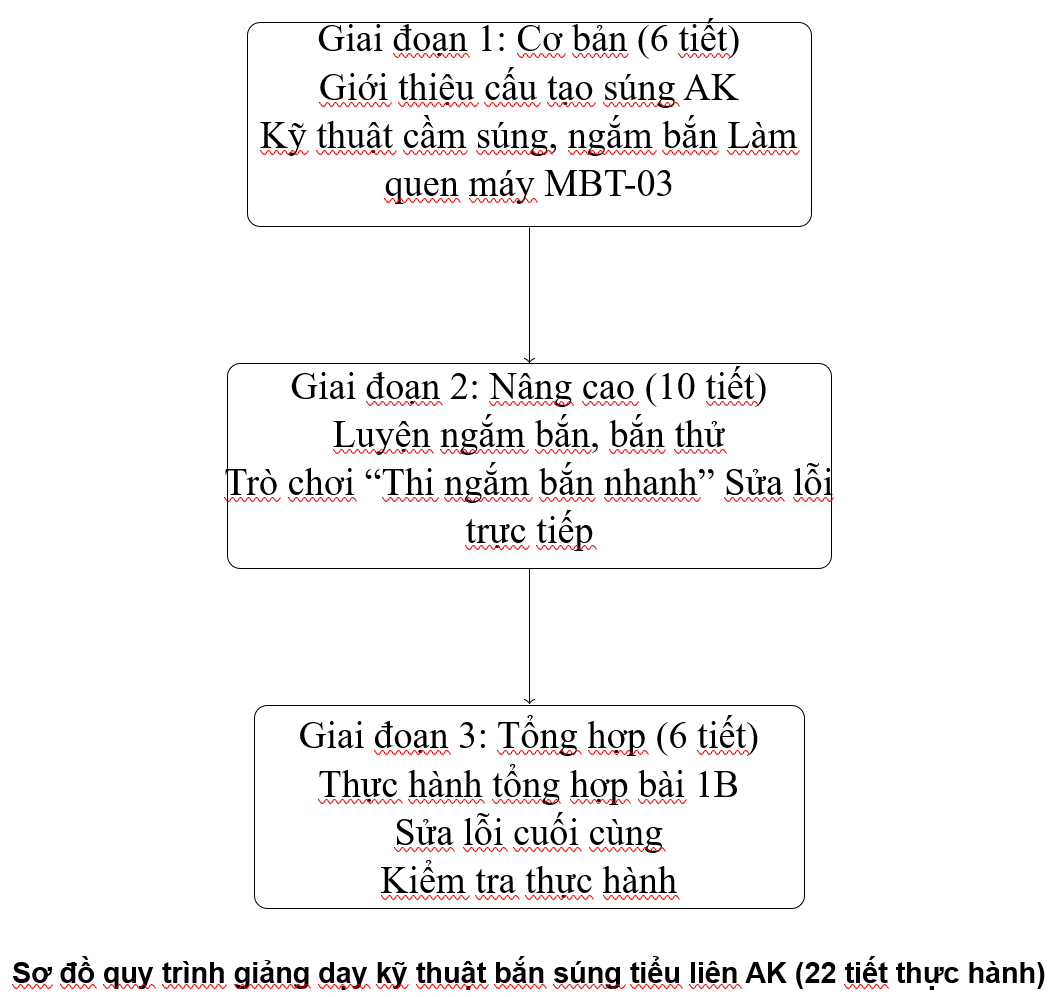 Giai đoạn 1: Cơ bản (6 tiết)
Giới thiệu cấu tạo súng AK
Kỹ thuật cầm súng, ngắm bắn Làm
quen máy MBT-03
Giai đoạn 2: Nâng cao (10 tiết)
Luyện ngắm bắn, bắn thử
Trò chơi “Thi ngắm bắn nhanh” Sửa lỗi
trực tiếp
Giai đoạn 3: Tổng hợp (6 tiết)
Thực hành tổng hợp bài 1B
Sửa lỗi cuối cùng
Kiểm tra thực hành
Sơ đồ quy trình giảng dạy kỹ thuật bắn súng tiểu liên AK (22 tiết thực hành)